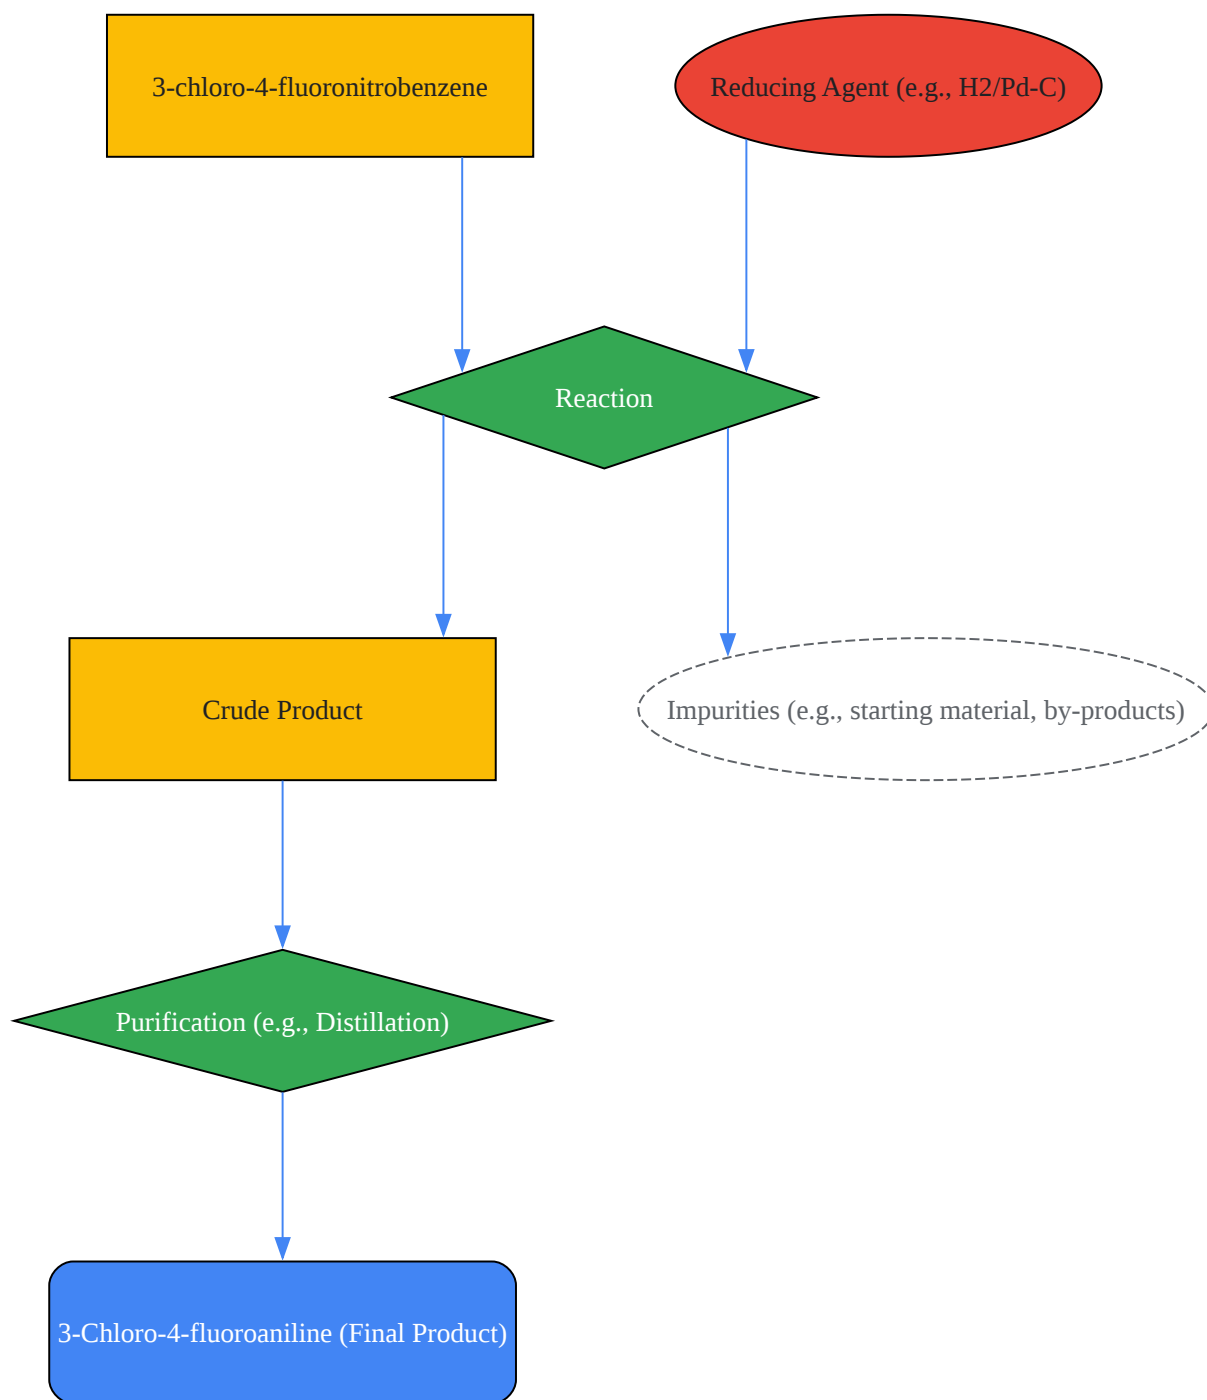 3-chloro-4-fluoronitrobenzene
Reducing Agent (e.g., H2/Pd-C)
Reaction
Crude Product
Impurities (e.g., starting material, by-products)
Purification (e.g., Distillation)
3-Chloro-4-fluoroaniline (Final Product)